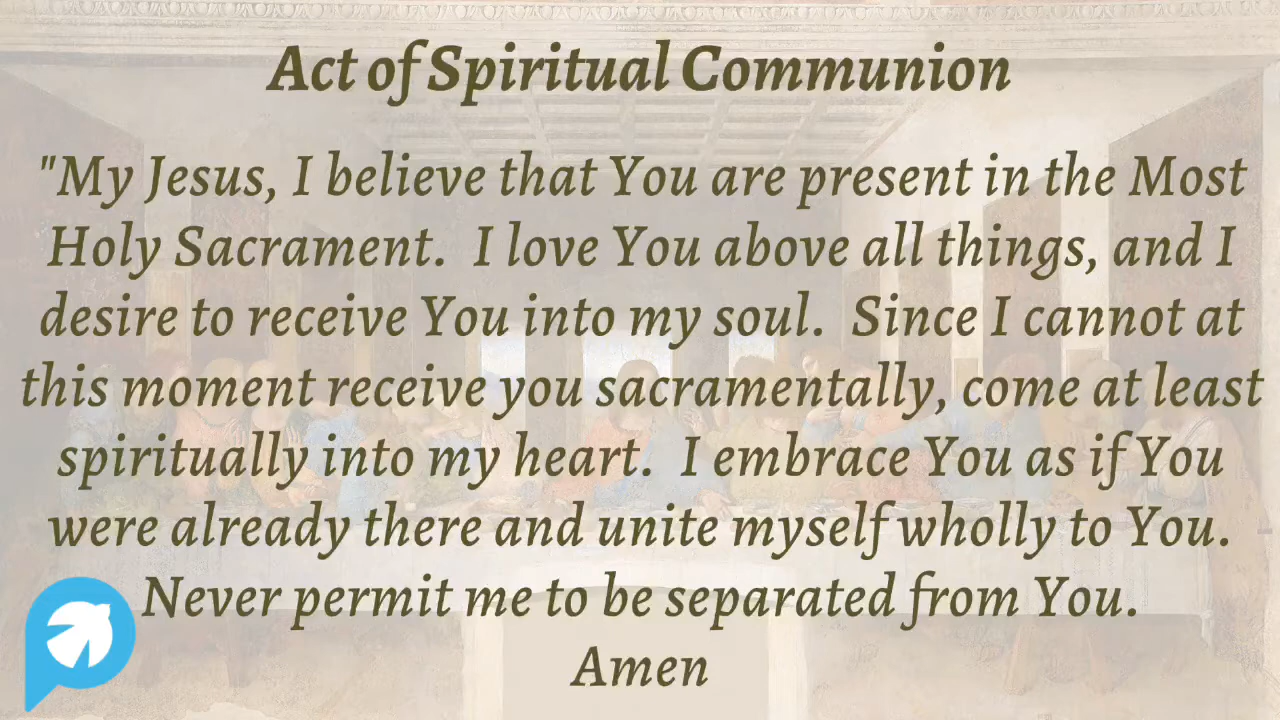 Act of Spiritual Communion
"My Jesus, I believe that You are present in the Most
Holy Sacrament.  I love You above all things, and I
desire to receive You into my soul.  Since I cannot at
this moment receive you sacramentally, come at least
spiritually into my heart.  I embrace You as if You
were already there and unite myself wholly to You.
Never permit me to be separated from You.
Amen